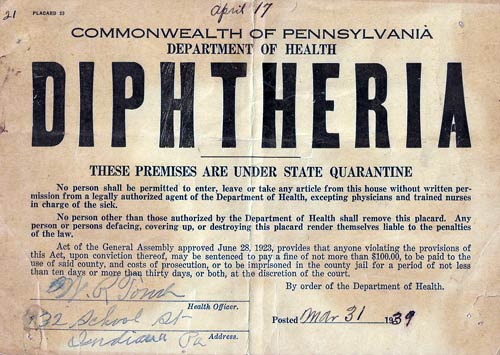 21 PLACARD 23 April 17
COMMONWEALTH OF PENNSYLVANIA
DEPARTMENT OF HEALTH
DIPHTHERIA
THESE PREMISES ARE UNDER STATE QUARANTINE
No person shall be permitted to enter, leave or take any article from this house without written per-
mission from a legally authorized agent of the Department of Health, excepting physicians and trained nurses
in charge of the sick.
No person other than those authorized by the Department of Health shall remove this placard. Any
person or persons defacing, covering up, or destroying this placard render themselves liable to the penalties
of the law.
Act of the General Assembly approved June 28, 1923, provides that anyone violating the provisions of
this Act, upon conviction thereof, may be sentenced to pay a fine of not more than $100.00, to be paid to the
use of said county, and costs of prosecution, or to be imprisoned in the county jail for a period of not less
than ten days or more than thirty days, or both, at the discretion of the court.
By order of the Department of Health.
W. R.
Health Officer.
School St
Indiana Pa Address.
Posted Mar 31 1939